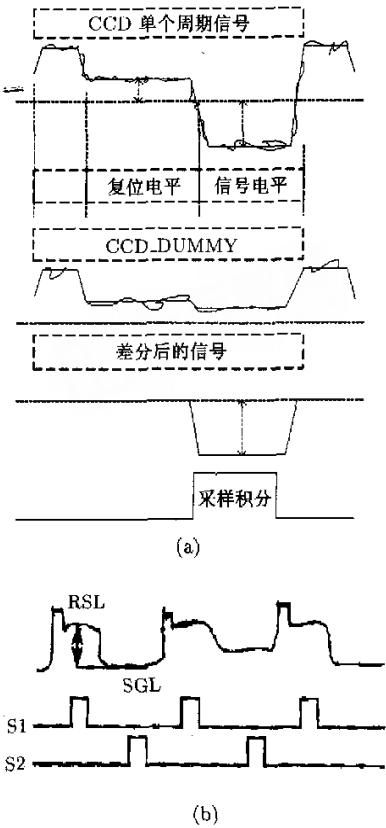 CCD 单个周期信号
复位电平 信号电平
CCD_DUMMY
差分后的信号
采样积分
(a)
RSL
SGL
S1
S2
(b)